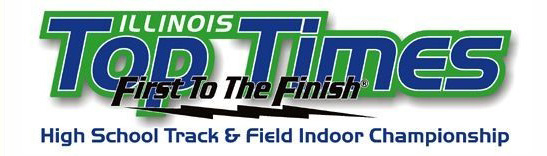 ILLINOIS
Top Times
First To The Finish®
High School Track & Field Indoor Championship